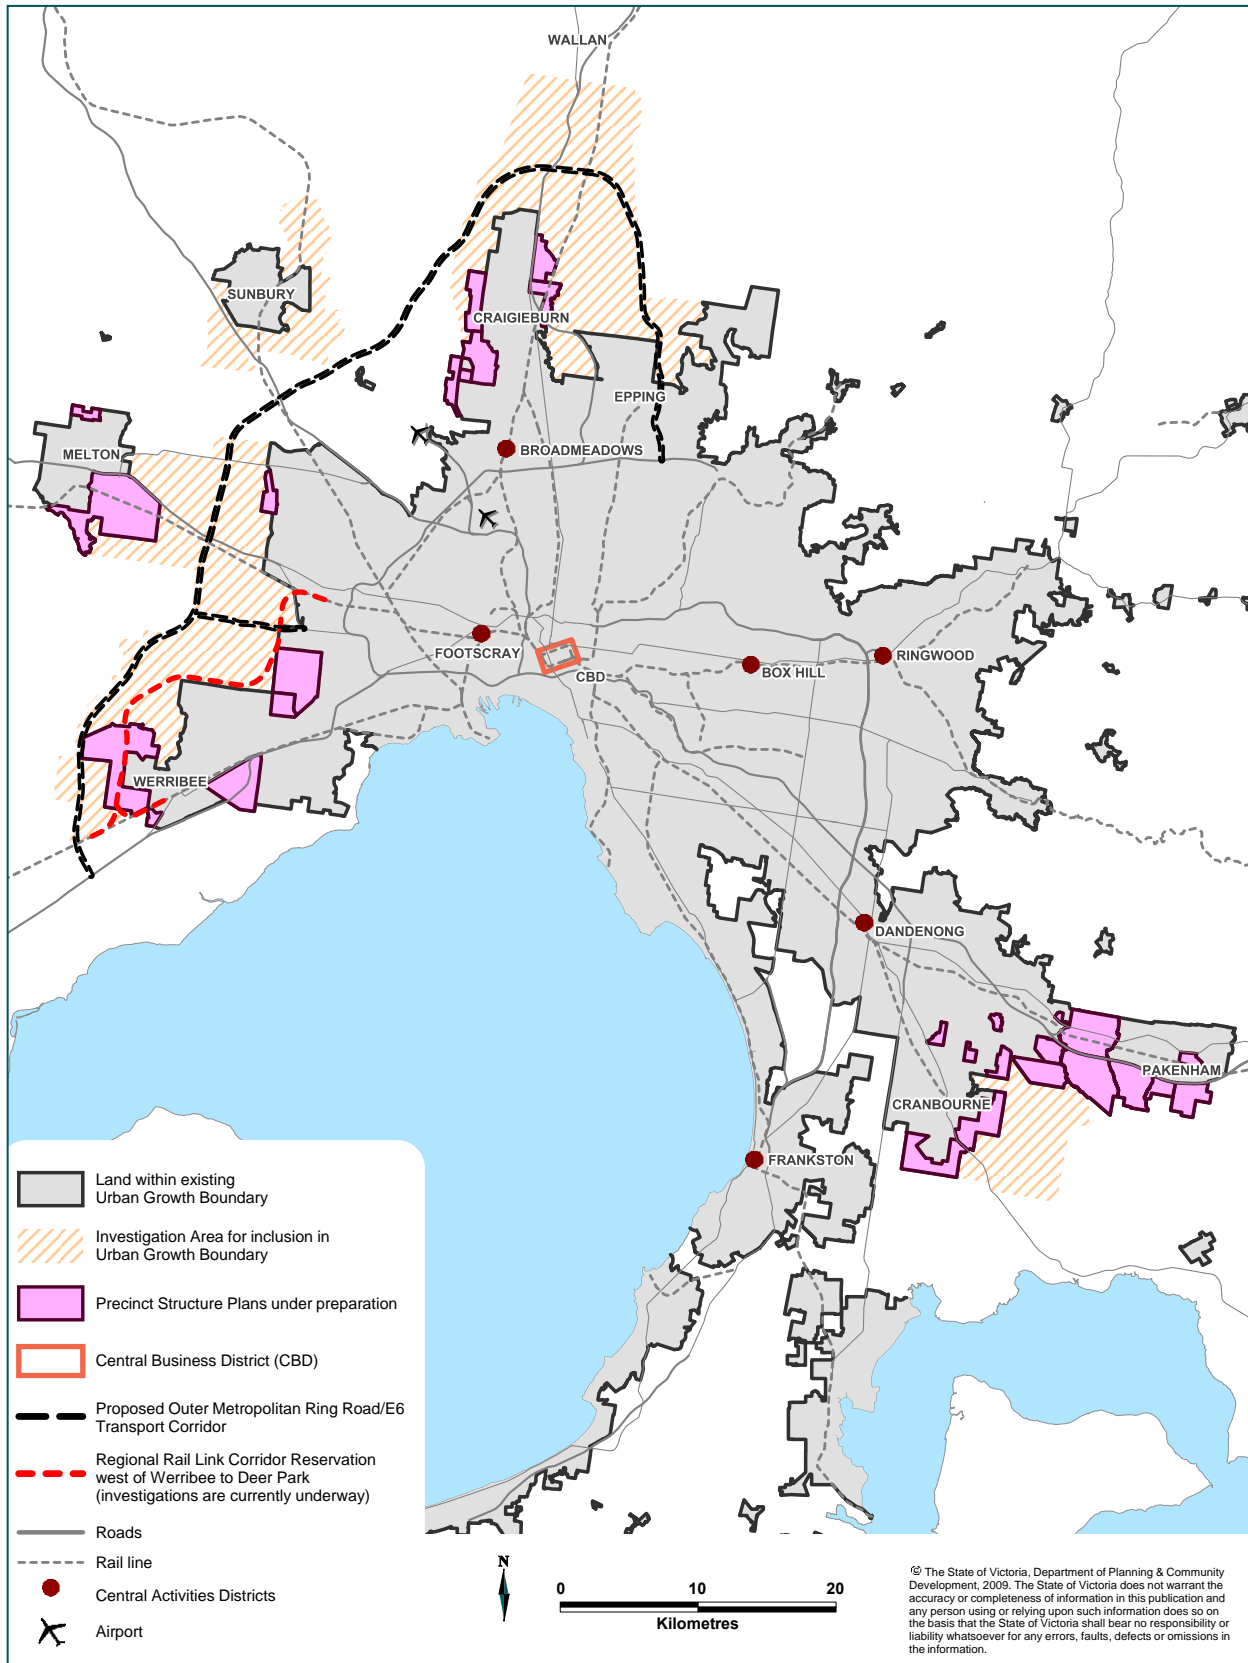 WALLAN
SUNBURY
CRAIGIEBURN
EPPING
MELTON
BROADMEADOWS
FOOTSCRAY
CBD
BOX HILL
RINGWOOD
WERRIBEE
DANDENONG
PAKENHAM
CRANBOURNE
FRANKSTON
Land within existing
Urban Growth Boundary
Investigation Area for inclusion in
Urban Growth Boundary
Precinct Structure Plans under preparation
Central Business District (CBD)
Proposed Outer Metropolitan Ring Road/E6
Transport Corridor
Regional Rail Link Corridor Reservation
west of Werribee to Deer Park
(investigations are currently underway)
Roads
Rail line
Central Activities Districts
Airport
N
0 10 20
Kilometres
© The State of Victoria, Department of Planning & Community
Development, 2009. The State of Victoria does not warrant the
accuracy or completeness of information in this publication and
any person using or relying upon such information does so on
the basis that the State of Victoria shall bear no responsibility or
liability whatsoever for any errors, faults, defects or omissions in
the information.